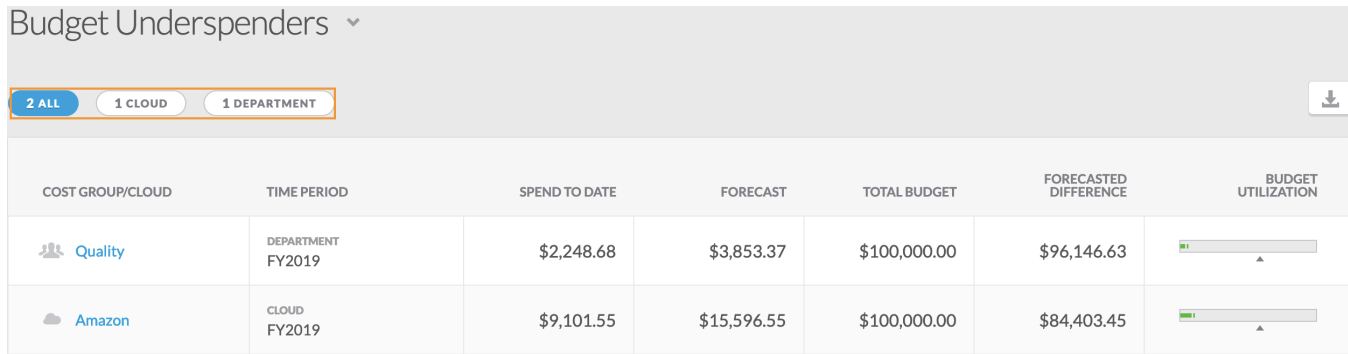 Budget Underspenders
2 ALL 1 CLOUD 1 DEPARTMENT
COST GROUP/CLOUD TIME PERIOD SPEND TO DATE FORECAST TOTAL BUDGET FORECASTED DIFFERENCE BUDGET UTILIZATION
Quality DEPARTMENT FY2019 $2,248.68 $3,853.37 $100,000.00 $96,146.63
Amazon CLOUD FY2019 $9,101.55 $15,596.55 $100,000.00 $84,403.45